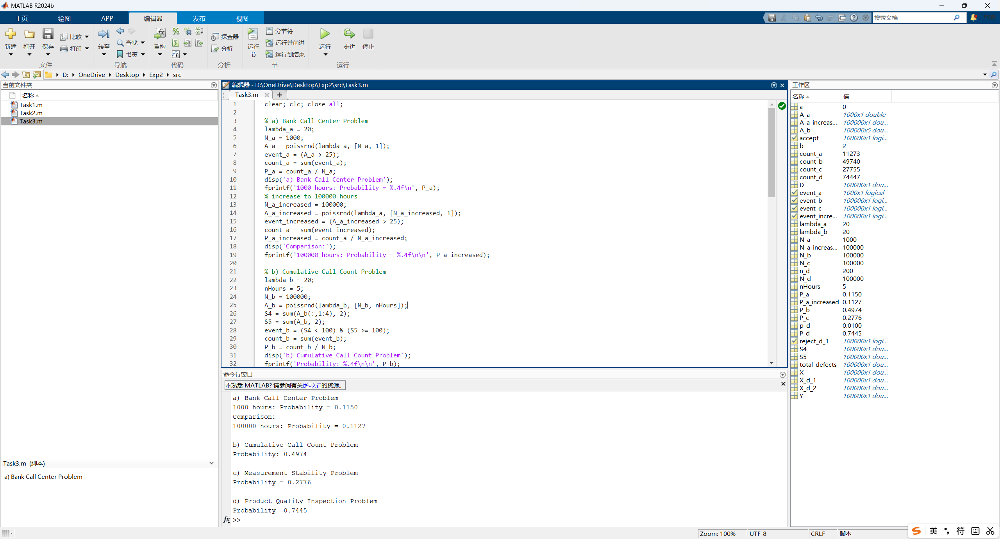 MATLAB R2024b
主页 绘图 APP 编辑器 发布 视图
搜索文档
新建 打开 保存 比较 打印
文件
转至 查找 书签
导航
重构
代码
探查器
分析
分析
运行
节
分节符
运行并前进
运行到结束
节
运行 步进 停止
运行
D: OneDrive Desktop Exp2 src
当前文件夹
名称
Task1.m
Task2.m
Task3.m
Task3.m (脚本)
a) Bank Call Center Problem
编辑器 - D:\OneDrive\Desktop\Exp2\src\Task3.m
Task3.m
1 clear; clc; close all;
2
3 % a) Bank Call Center Problem
4 lambda_a = 20;
5 N_a = 1000;
6 A_a = poissrnd(lambda_a, [N_a, 1]);
7 event_a = (A_a > 25);
8 count_a = sum(event_a);
9 P_a = count_a / N_a;
10 disp('a) Bank Call Center Problem');
11 fprintf('1000 hours: Probability = %.4f\n', P_a);
12 % increase to 100000 hours
13 N_a_increased = 100000;
14 A_a_increased = poissrnd(lambda_a, [N_a_increased, 1]);
15 event_increased = (A_a_increased > 25);
16 count_a = sum(event_increased);
17 P_a_increased = count_a / N_a_increased;
18 disp('Comparison:');
19 fprintf('100000 hours: Probability = %.4f\n\n', P_a_increased);
20
21 % b) Cumulative Call Count Problem
22 lambda_b = 20;
23 nHours = 5;
24 N_b = 100000;
25 A_b = poissrnd(lambda_b, [N_b, nHours]);
26 S4 = sum(A_b(:,1:4), 2);
27 S5 = sum(A_b, 2);
28 event_b = (S4 < 100) & (S5 >= 100);
29 count_b = sum(event_b);
30 P_b = count_b / N_b;
31 disp('b) Cumulative Call Count Problem');
32 fprintf('Probability: %.4f\n\n', P_b);
命令行窗口
不熟悉 MATLAB? 请参阅有关快速入门的资源。
a) Bank Call Center Problem
1000 hours: Probability = 0.1150
Comparison:
100000 hours: Probability = 0.1127
b) Cumulative Call Count Problem
Probability: 0.4974
c) Measurement Stability Problem
Probability = 0.2776
d) Product Quality Inspection Problem
Probability =0.7445
fx >>
工作区
名称 值
a 0
A_a 1000x1 double
A_a_increas... 100000x1 dou...
A_b 100000x5 dou...
accept 100000x1 logi...
b 2
count_a 11273
count_b 49740
count_c 27755
count_d 74447
D 100000x1 dou...
event_a 1000x1 logical
event_b 100000x1 logi...
event_c 100000x1 logi...
event_incre... 100000x1 logi...
lambda_a 20
lambda_b 20
N_a 1000
N_a_increas... 100000
N_b 100000
N_c 100000
n_d 200
N_d 100000
nHours 5
P_a 0.1150
P_a_increased 0.1127
P_b 0.4974
P_c 0.2776
p_d 0.0100
P_d 0.7445
reject_d_1 100000x1 logi...
S4 100000x1 dou...
S5 100000x1 dou...
total_defects 100000x1 dou...
X 100000x1 dou...
X_d_1 100000x1 dou...
X_d_2 100000x1 dou...
Y 100000x1 dou...
Zoom: 100% UTF-8 CRLF 脚本
英 符